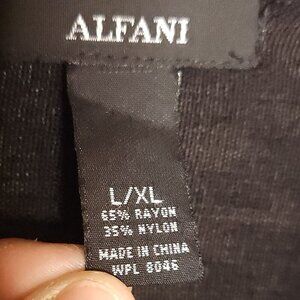 ALFANI
L/XL
65% RAYON
35% NYLON
MADE IN CHINA
WPL 8046